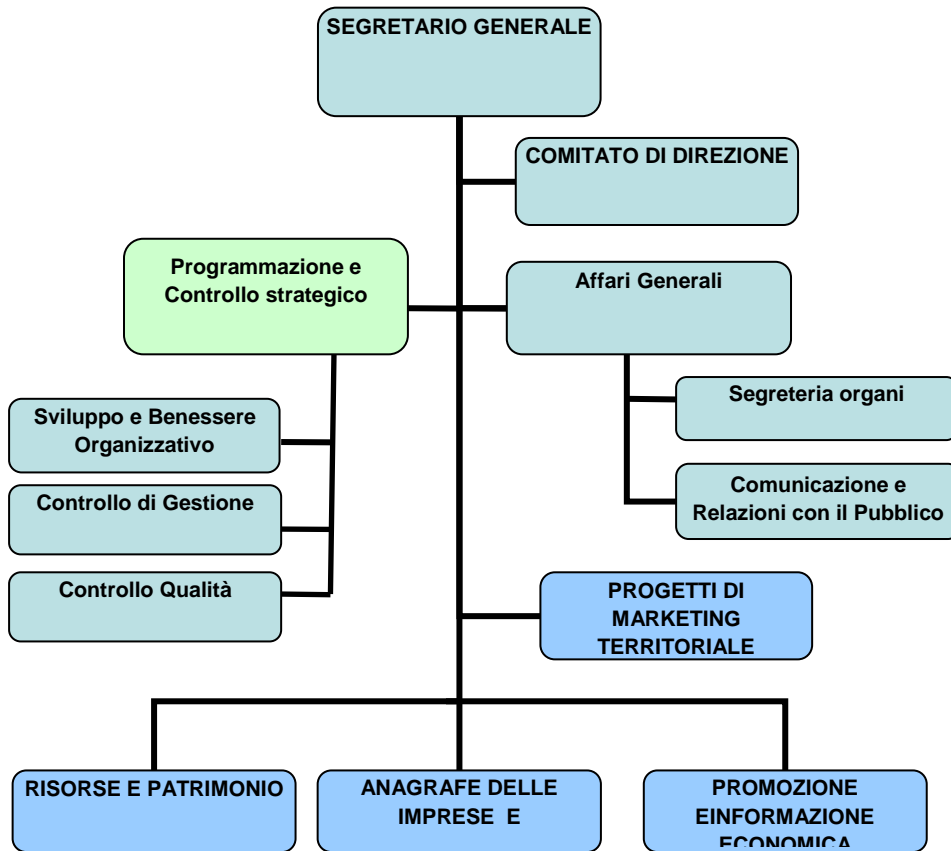 SEGRETARIO GENERALE
COMITATO DI DIREZIONE
Programmazione e
Controllo strategico
Affari Generali
Segreteria organi
Sviluppo e Benessere
Organizzativo
Comunicazione e
Relazioni con il Pubblico
Controllo di Gestione
Controllo Qualità
PROGETTI DI
MARKETING
TERRITORIALE
RISORSE E PATRIMONIO
ANAGRAFE DELLE
IMPRESE E
PROMOZIONE
EINFORMAZIONE
ECONOMICA